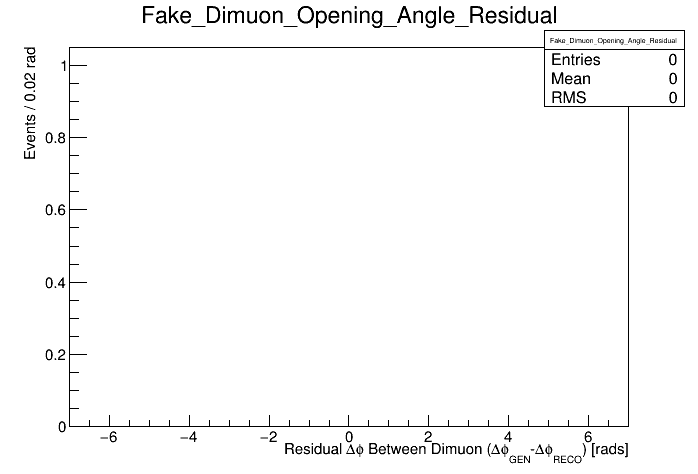 Fake_Dimuon_Opening_Angle_Residual
Fake_Dimuon_Opening_Angle_Residual
Entries 0
Mean 0
RMS 0
Events / 0.02 rad
1
0.8
0.6
0.4
0.2
0
−6 −4 −2 0 2 4 6
Residual Δϕ Between Dimuon (Δϕ_GEN-Δϕ_RECO) [rads]